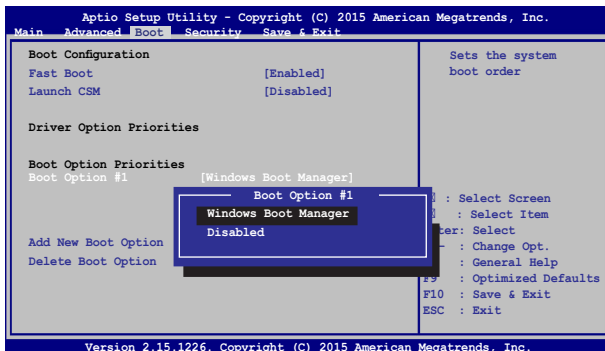 Aptio Setup Utility - Copyright (C) 2015 American Megatrends, Inc.
Main Advanced Boot Security Save & Exit
Boot Configuration
Fast Boot [Enabled]
Launch CSM [Disabled]
Driver Option Priorities
Boot Option Priorities
Boot Option #1 [Windows Boot Manager]
Boot Option #1
Windows Boot Manager
Disabled
Add New Boot Option
Delete Boot Option
Sets the system
boot order
: Select Screen
: Select Item
ter: Select
- : Change Opt.
: General Help
F9 : Optimized Defaults
F10 : Save & Exit
ESC : Exit
Version 2.15.1226. Copyright (C) 2015 American Megatrends, Inc.